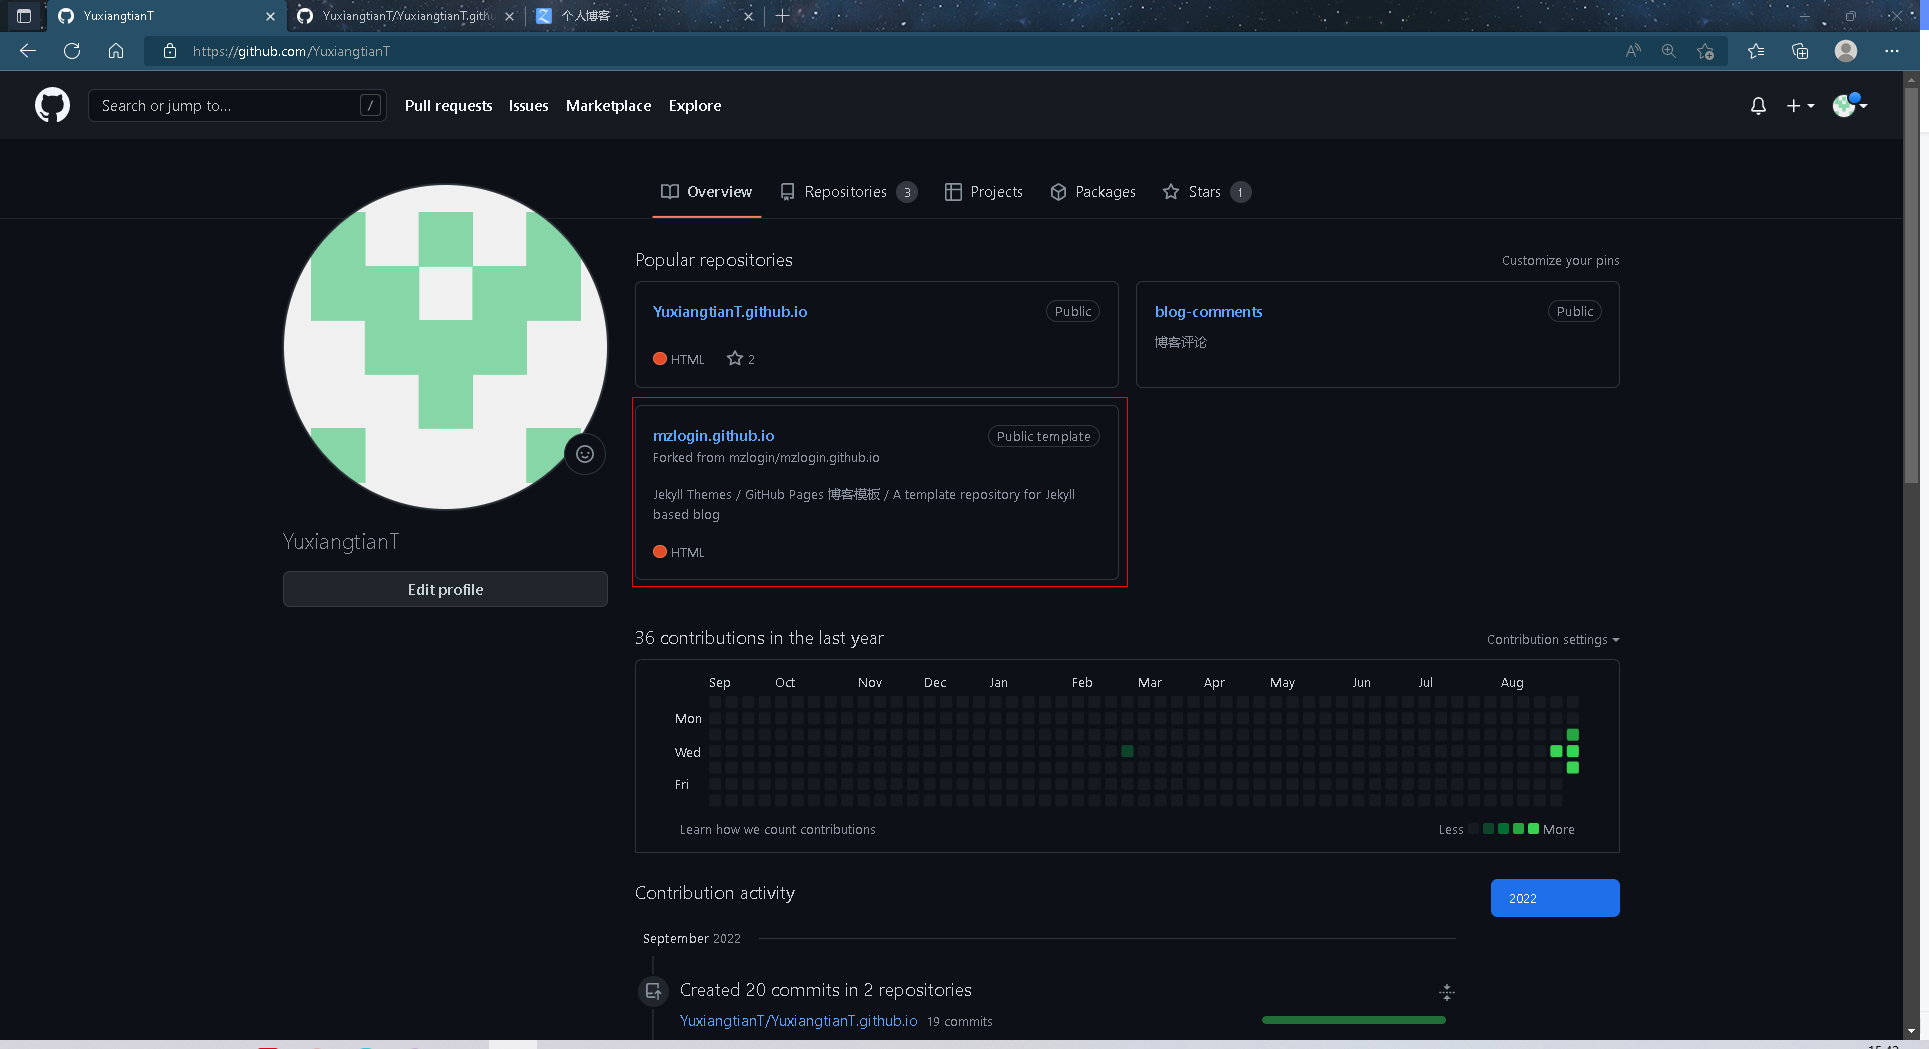 YuxiangtianT
YuxiangtianT/YuxiangtianT.gith
个人博客
https://github.com/YuxiangtianT
Search or jump to...
/
Pull requests
Issues
Marketplace
Explore
Overview
Repositories 3
Projects
Packages
Stars 1
Popular repositories
Customize your pins
YuxiangtianT.github.io
Public
HTML
2
blog-comments
Public
博客评论
mzlogin.github.io
Public template
Forked from mzlogin/mzlogin.github.io
Jekyll Themes / GitHub Pages 博客模板 / A template repository for Jekyll
based blog
HTML
YuxiangtianT
Edit profile
36 contributions in the last year
Contribution settings
Sep Oct Nov Dec Jan Feb Mar Apr May Jun Jul Aug
Mon
Wed
Fri
Learn how we count contributions
Less
More
Contribution activity
2022
September 2022
Created 20 commits in 2 repositories
YuxiangtianT/YuxiangtianT.github.io 19 commits